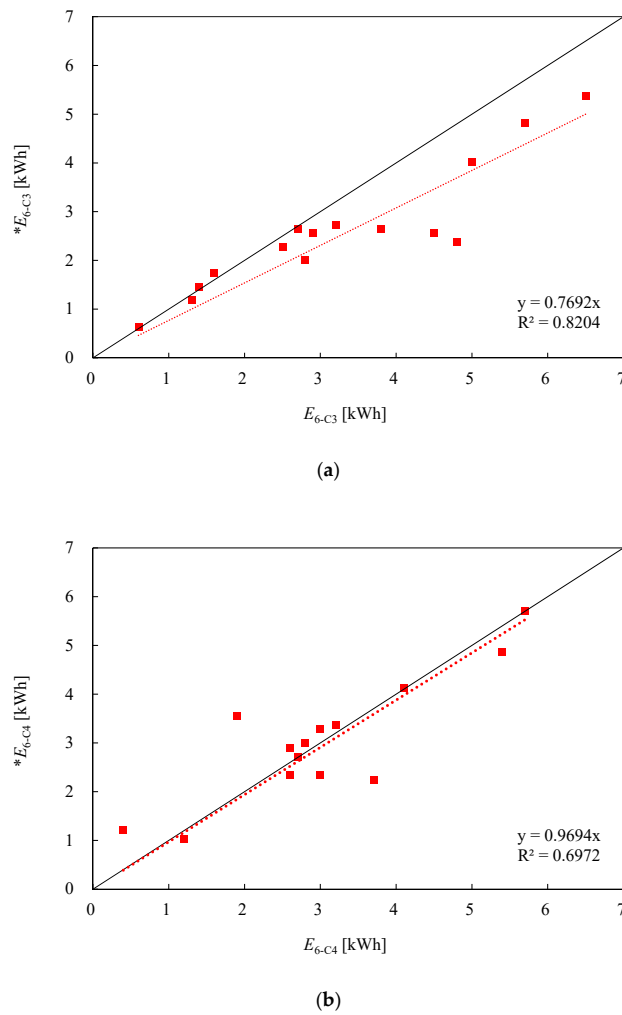 7
6
5
4
3
2
1
0
*E6-C3 [kWh]
y = 0.7692x
R² = 0.8204
0 1 2 3 4 5 6 7
E6-C3 [kWh]
(a)
7
6
5
4
3
2
1
0
*E6-C4 [kWh]
y = 0.9694x
R² = 0.6972
0 1 2 3 4 5 6 7
E6-C4 [kWh]
(b)